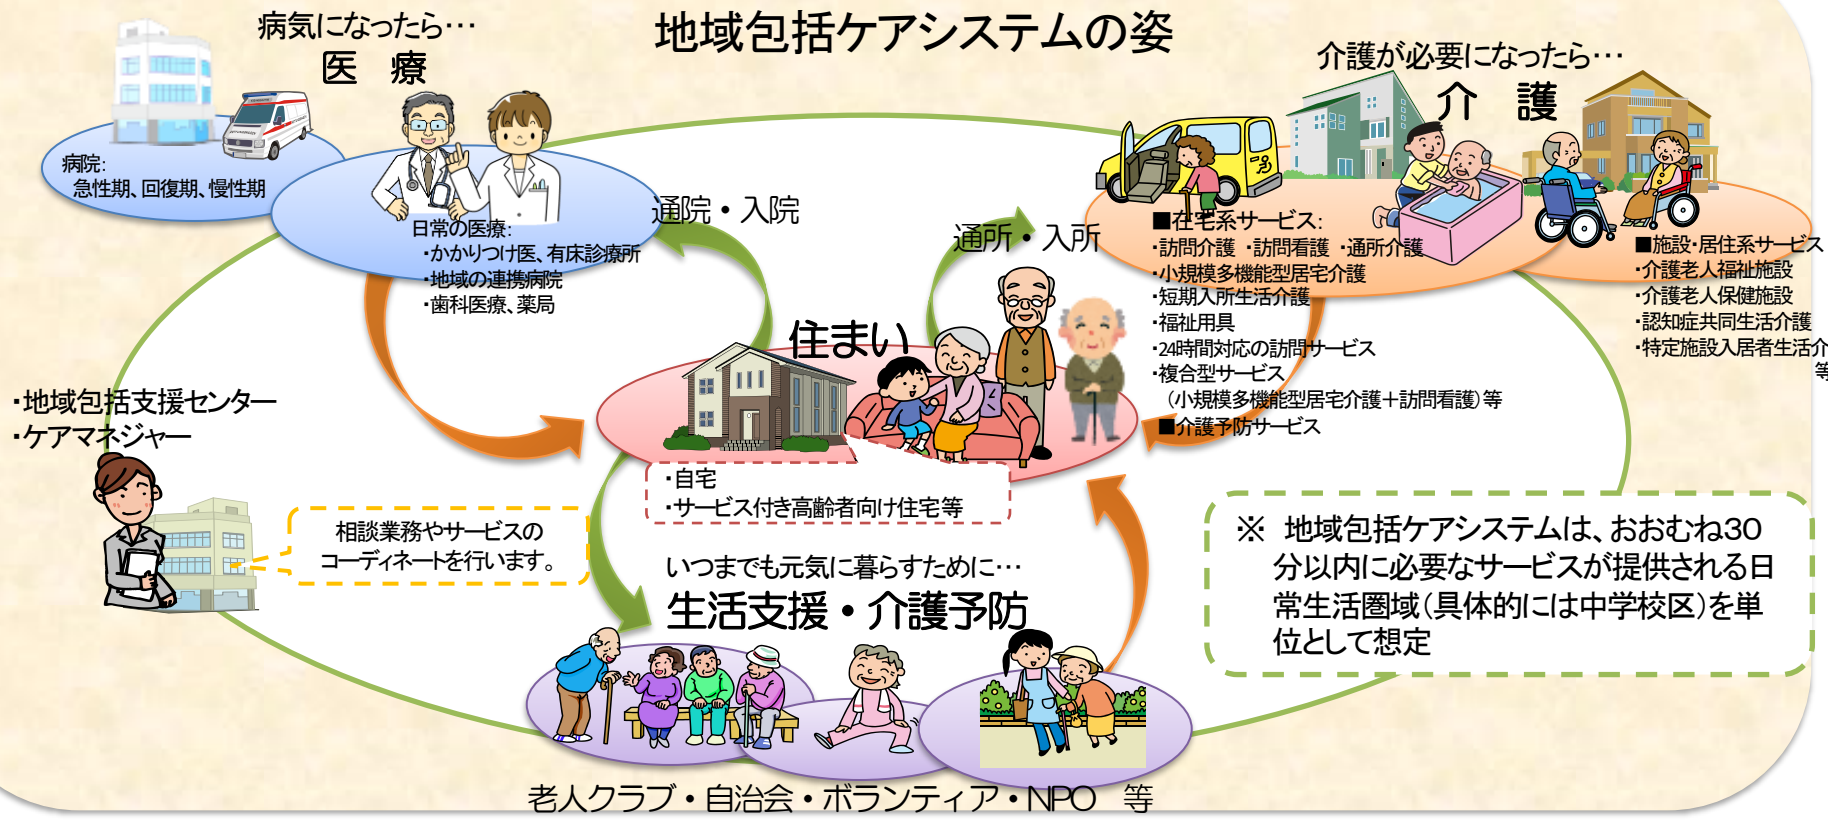 地域包括ケアシステムの姿
病気になったら…
医 療
病院:
急性期、回復期、慢性期
日常の医療:
・かかりつけ医、有床診療所
・地域の連携病院
・歯科医療、薬局
通院・入院
通所・入所
介護が必要になったら…
介 護
■在宅系サービス:
・訪問介護 ・訪問看護 ・通所介護
・小規模多機能型居宅介護
・短期入所生活介護
・福祉用具
・24時間対応の訪問サービス
・複合型サービス
（小規模多機能型居宅介護＋訪問看護）等
■介護予防サービス
■施設・居住系サービス
・介護老人福祉施設
・介護老人保健施設
・認知症共同生活介護
・特定施設入居者生活介
等
住まい
・自宅
・サービス付き高齢者向け住宅等
・地域包括支援センター
・ケアマネジャー
相談業務やサービスの
コーディネートを行います。
いつまでも元気に暮らすために…
生活支援・介護予防
老人クラブ・自治会・ボランティア・NPO 等
※ 地域包括ケアシステムは、おおむね30
分以内に必要なサービスが提供される日
常生活圏域（具体的には中学校区）を単
位として想定